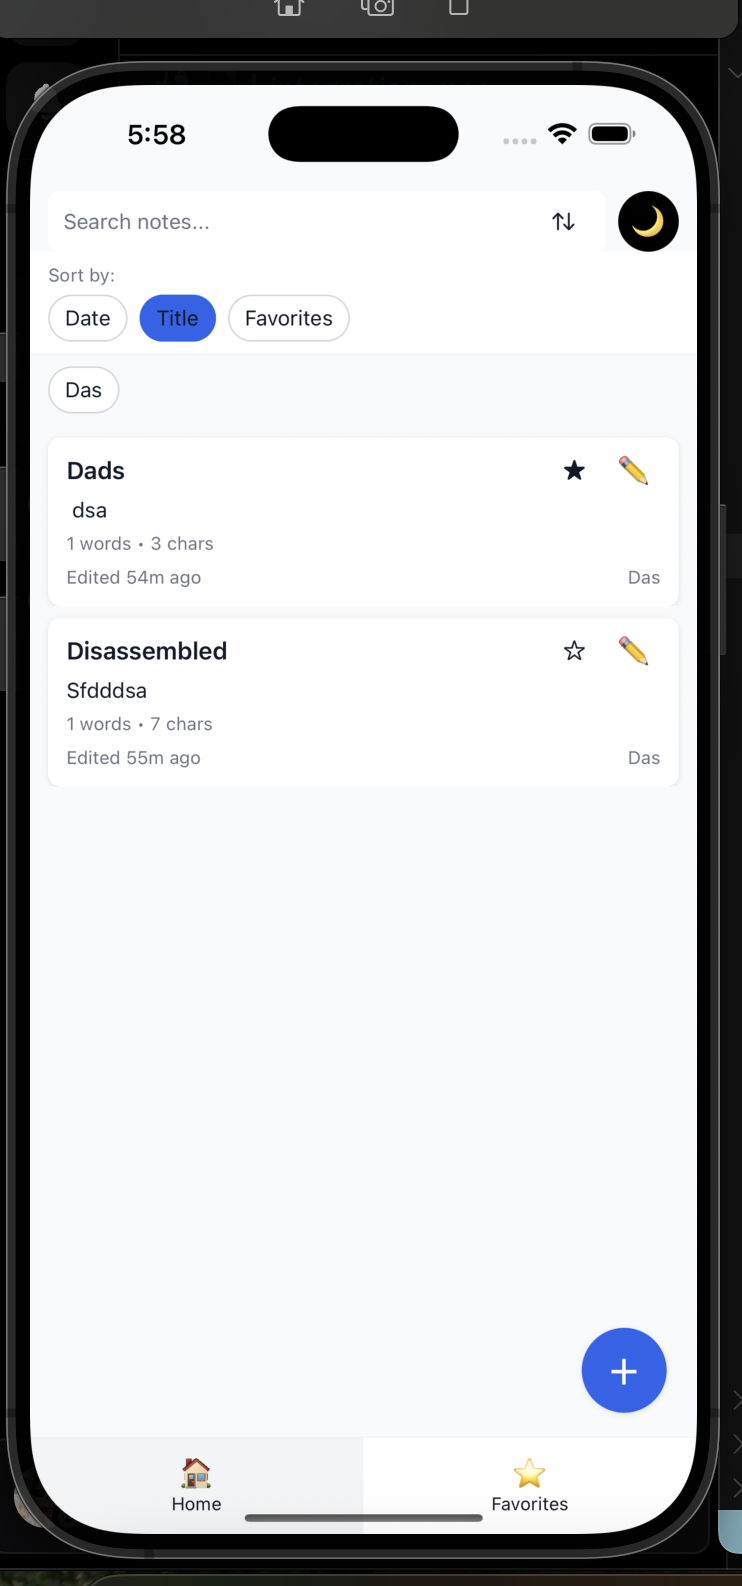 5:58
Search notes...
Sort by:
Date Title Favorites
Das
Dads
dsa
1 words • 3 chars
Edited 54m ago Das
Disassembled
Sfdddsa
1 words • 7 chars
Edited 55m ago Das
+
Home Favorites